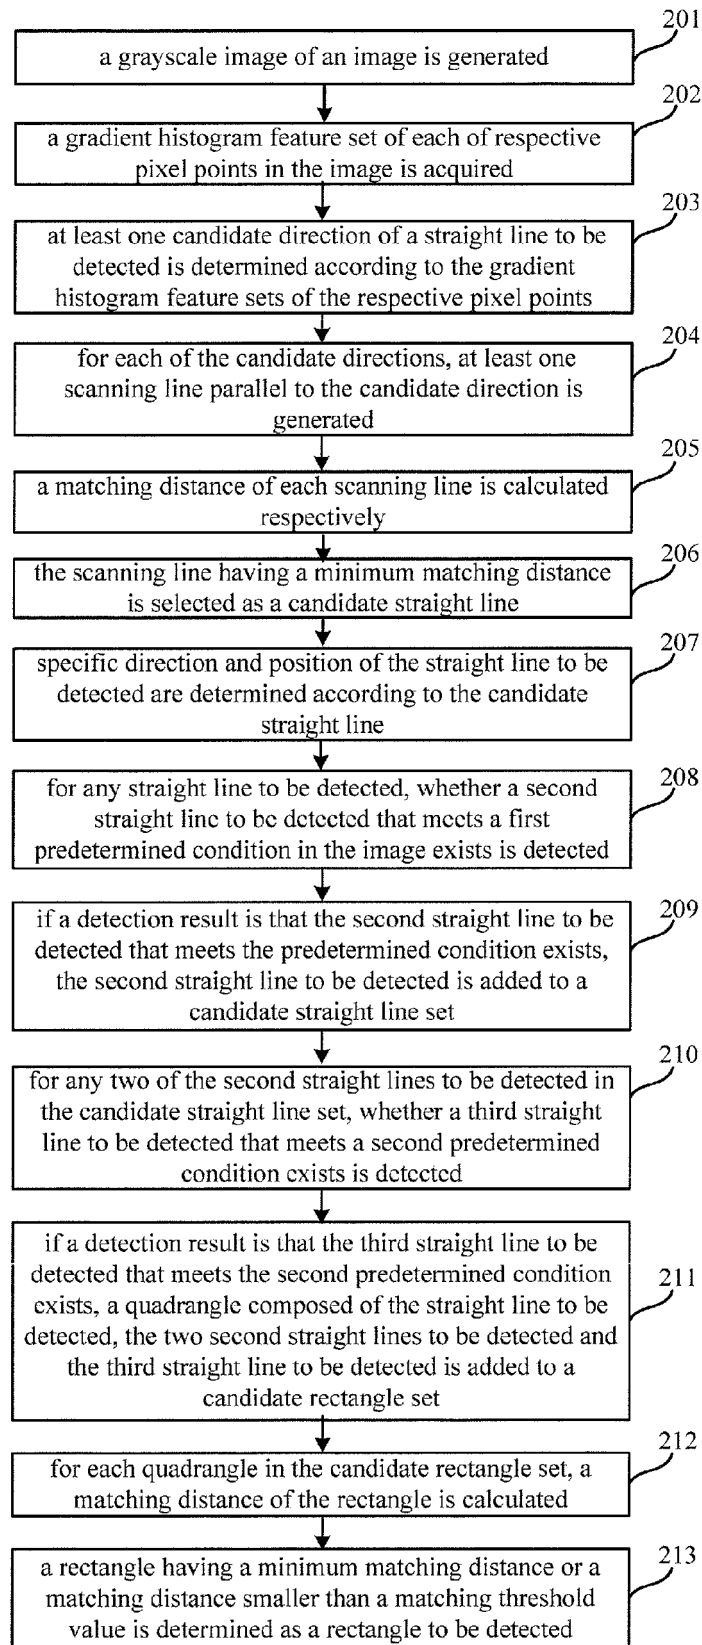 201
a grayscale image of an image is generated
202
a gradient histogram feature set of each of respective
pixel points in the image is acquired
203
at least one candidate direction of a straight line to be
detected is determined according to the gradient
histogram feature sets of the respective pixel points
204
for each of the candidate directions, at least one
scanning line parallel to the candidate direction is
generated
205
a matching distance of each scanning line is calculated
respectively
206
the scanning line having a minimum matching distance
is selected as a candidate straight line
207
specific direction and position of the straight line to be
detected are determined according to the candidate
straight line
208
for any straight line to be detected, whether a second
straight line to be detected that meets a first
predetermined condition in the image exists is detected
209
if a detection result is that the second straight line to be
detected that meets the predetermined condition exists,
the second straight line to be detected is added to a
candidate straight line set
210
for any two of the second straight lines to be detected in
the candidate straight line set, whether a third straight
line to be detected that meets a second predetermined
condition exists is detected
211
if a detection result is that the third straight line to be
detected that meets the second predetermined condition
exists, a quadrangle composed of the straight line to be
detected, the two second straight lines to be detected and
the third straight line to be detected is added to a
candidate rectangle set
212
for each quadrangle in the candidate rectangle set, a
matching distance of the rectangle is calculated
213
a rectangle having a minimum matching distance or a
matching distance smaller than a matching threshold
value is determined as a rectangle to be detected